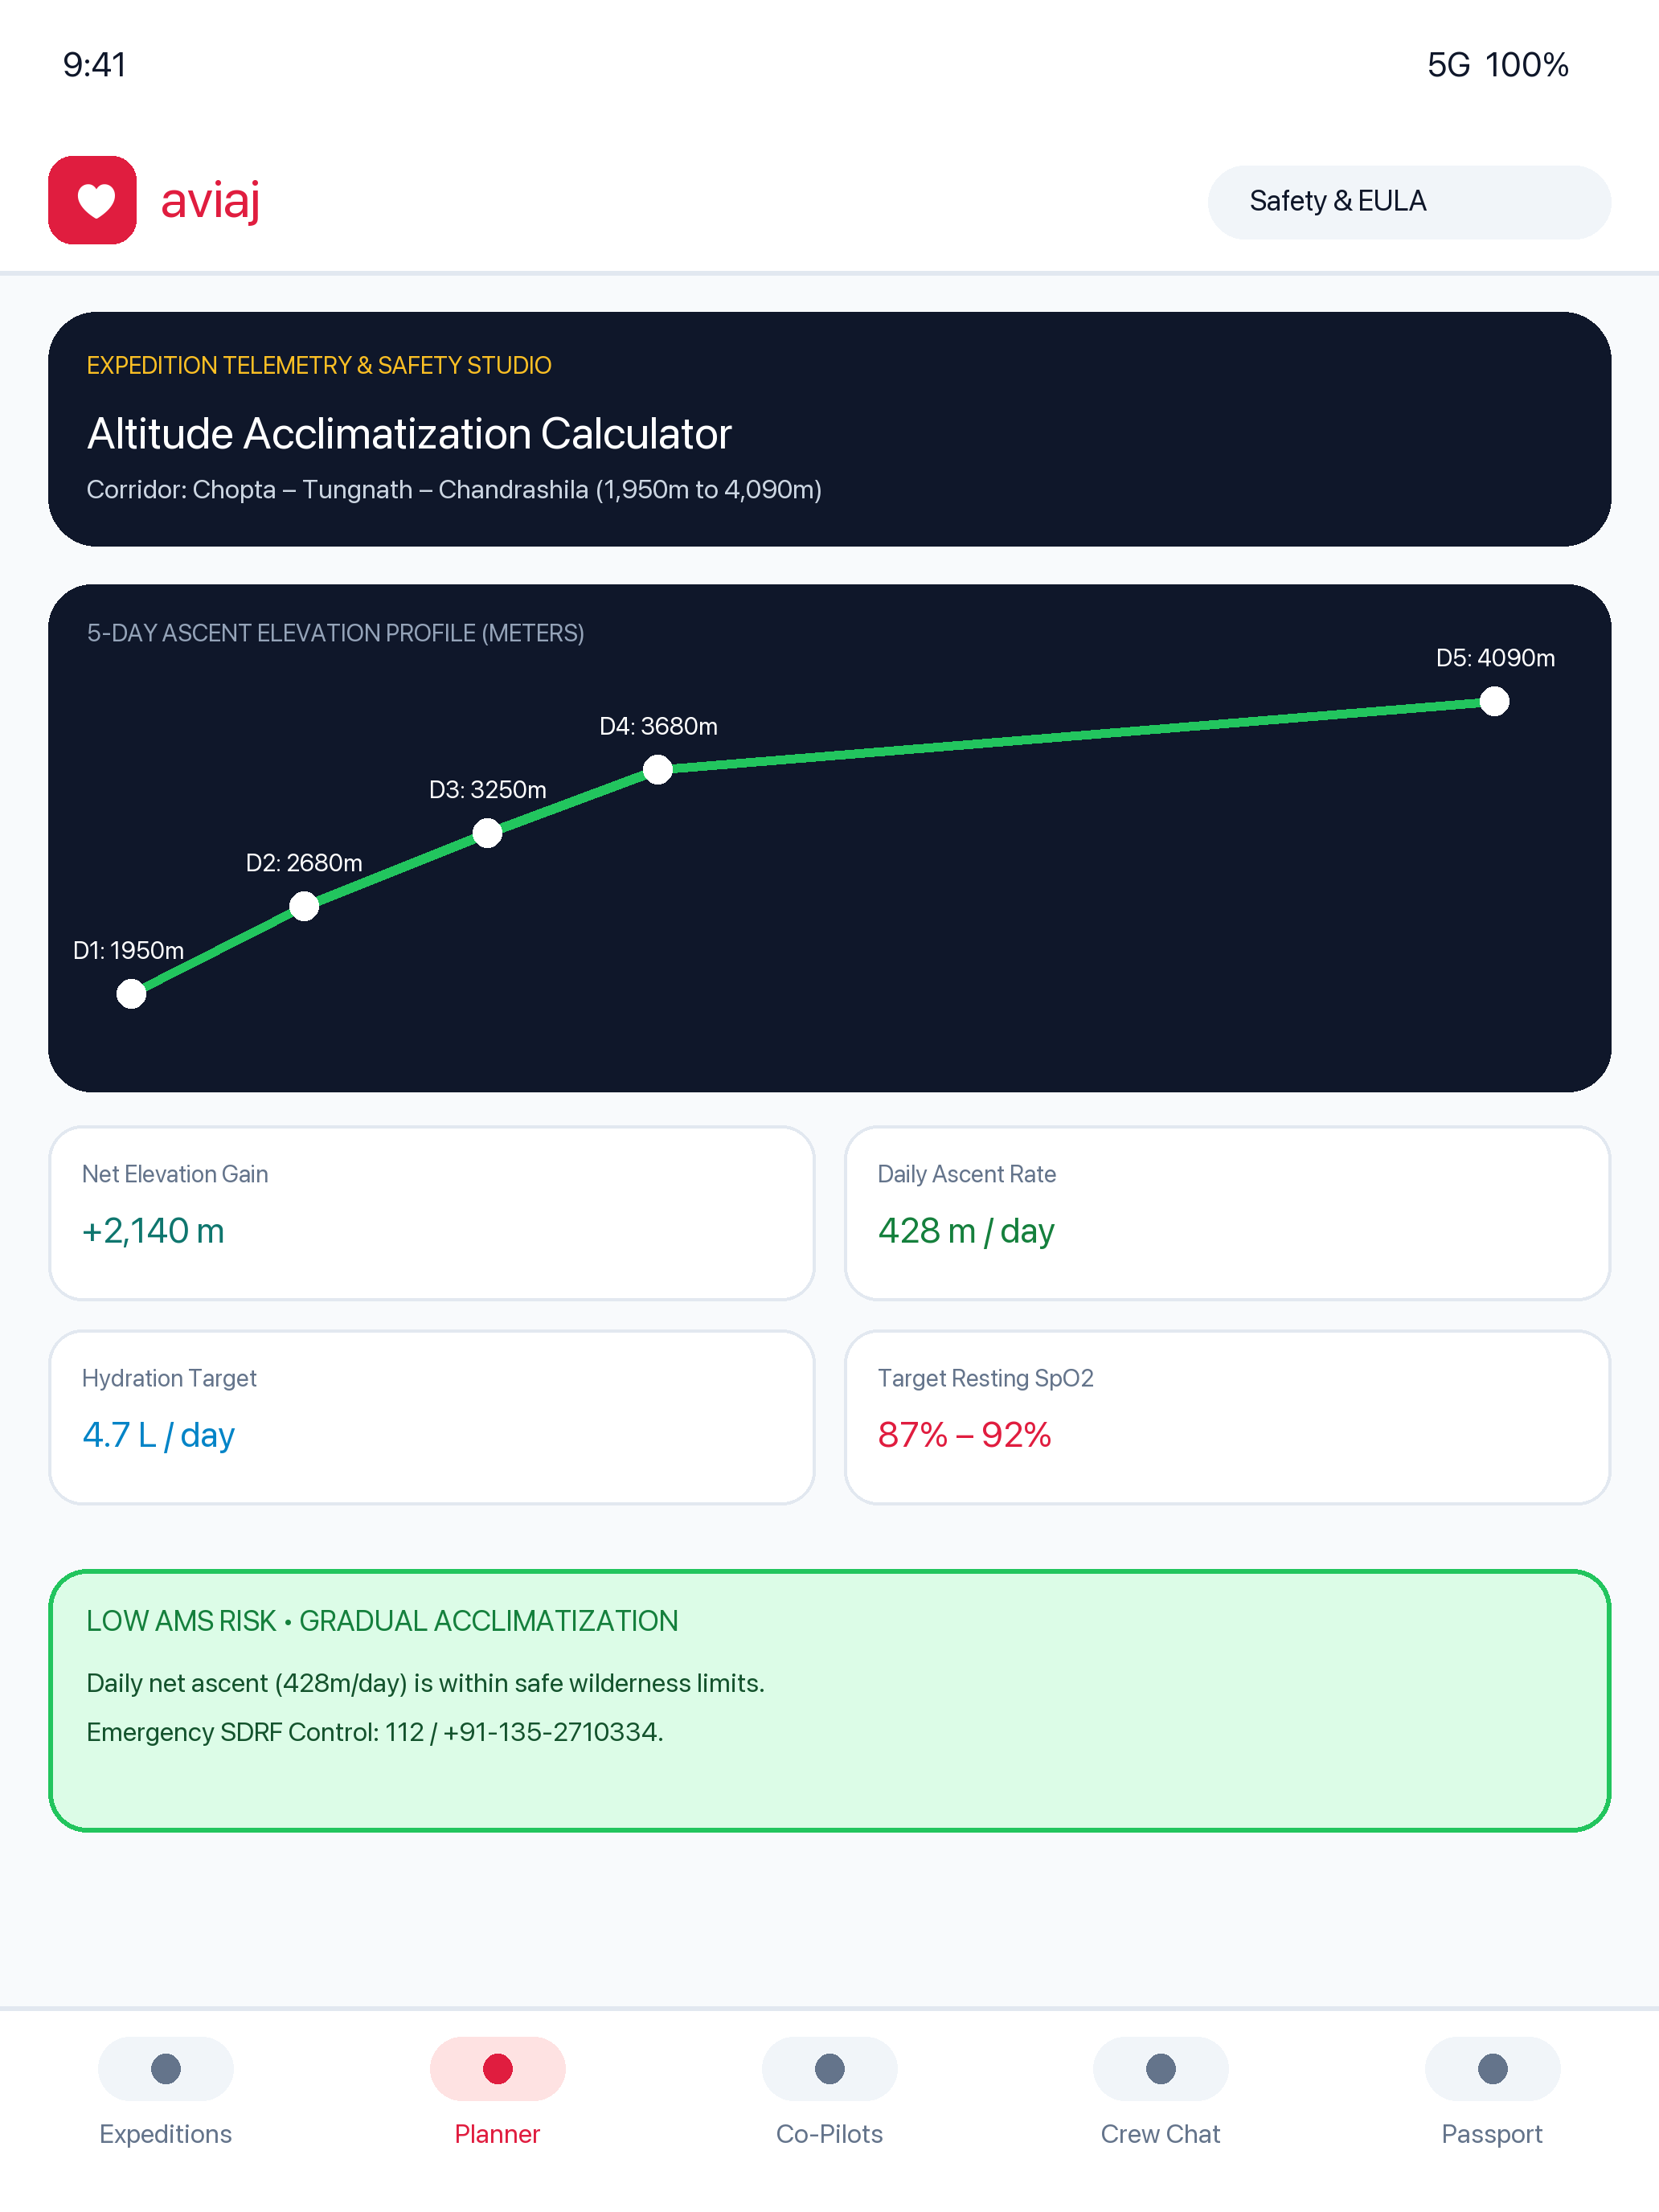 9:41
5G 100%
aviaj
Safety & EULA
EXPEDITION TELEMETRY & SAFETY STUDIO
Altitude Acclimatization Calculator
Corridor: Chopta – Tungnath – Chandrashila (1,950m to 4,090m)
5-DAY ASCENT ELEVATION PROFILE (METERS)
D5: 4090m
D4: 3680m
D3: 3250m
D2: 2680m
D1: 1950m
Net Elevation Gain
+2,140 m
Daily Ascent Rate
428 m / day
Hydration Target
4.7 L / day
Target Resting SpO2
87% – 92%
LOW AMS RISK • GRADUAL ACCLIMATIZATION
Daily net ascent (428m/day) is within safe wilderness limits.
Emergency SDRF Control: 112 / +91-135-2710334.
Expeditions
Planner
Co-Pilots
Crew Chat
Passport